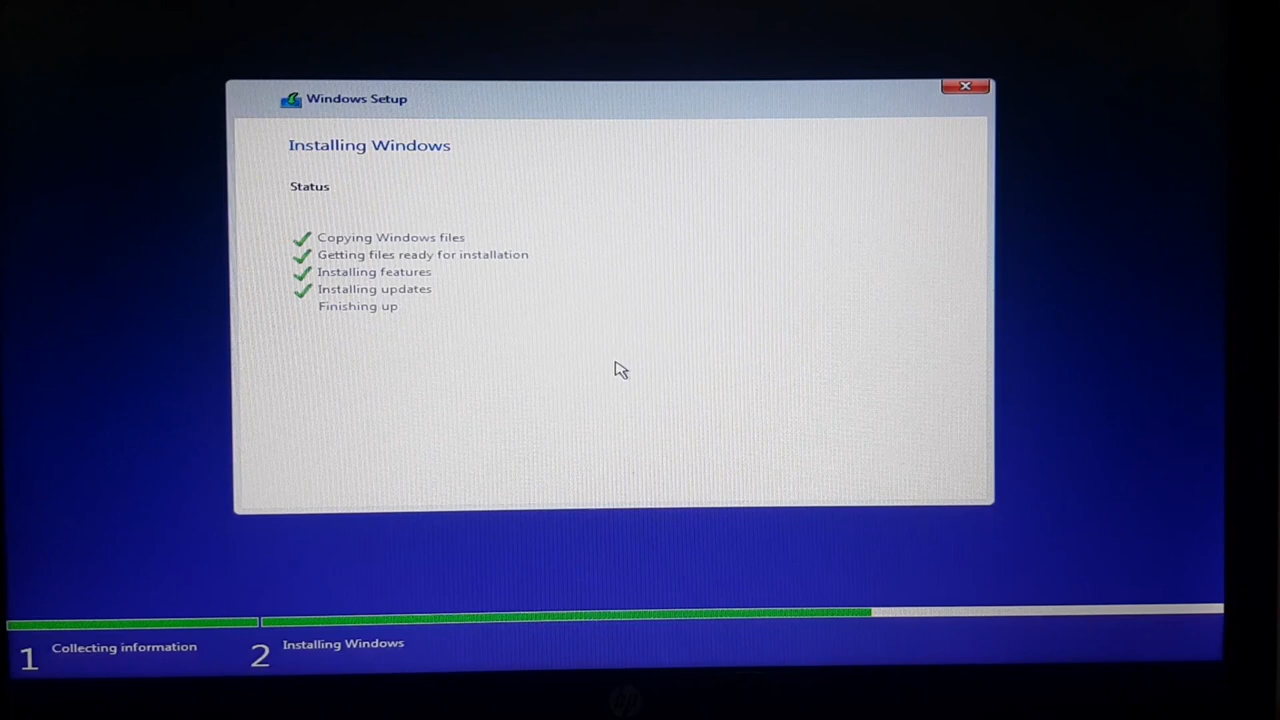 Windows Setup
Installing Windows
Status
Copying Windows files
Getting files ready for installation
Installing features
Installing updates
Finishing up
1 Collecting information
2 Installing Windows
hp